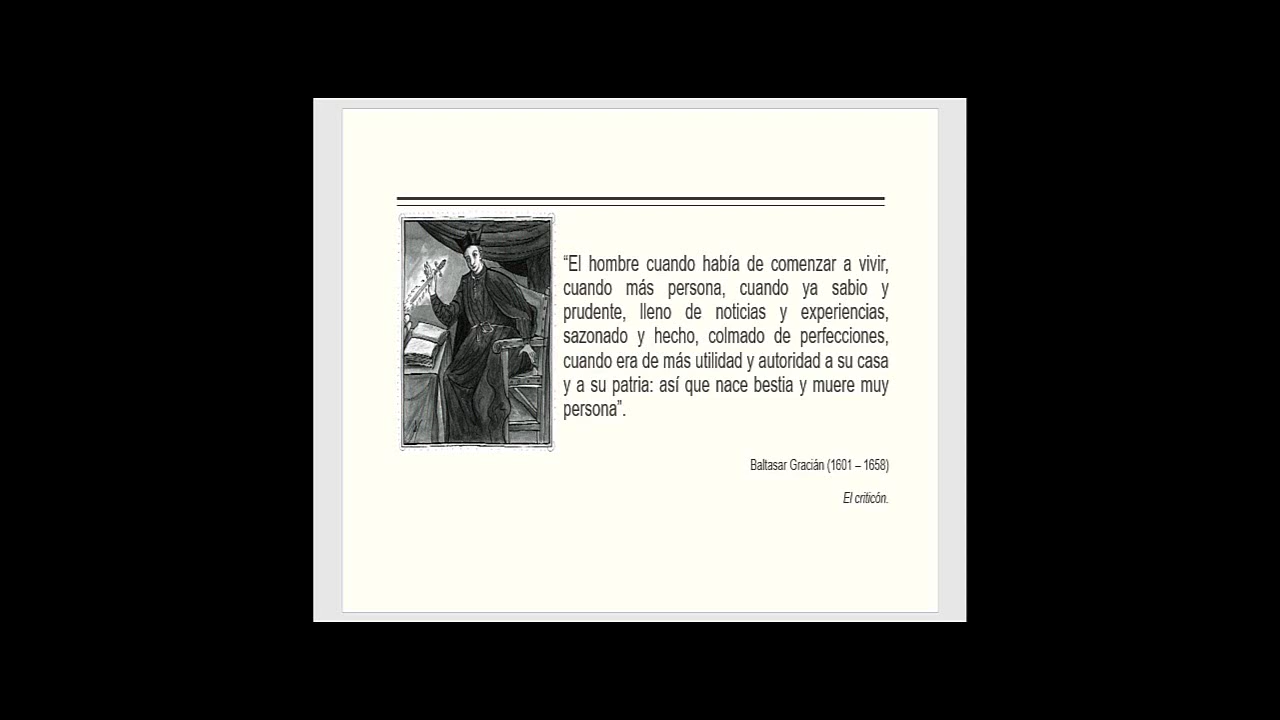 “El hombre cuando había de comenzar a vivir,
cuando más persona, cuando ya sabio y
prudente, lleno de noticias y experiencias,
sazonado y hecho, colmado de perfecciones,
cuando era de más utilidad y autoridad a su casa
y a su patria: así que nace bestia y muere muy
persona”.
Baltasar Gracián (1601 – 1658)
El criticón.